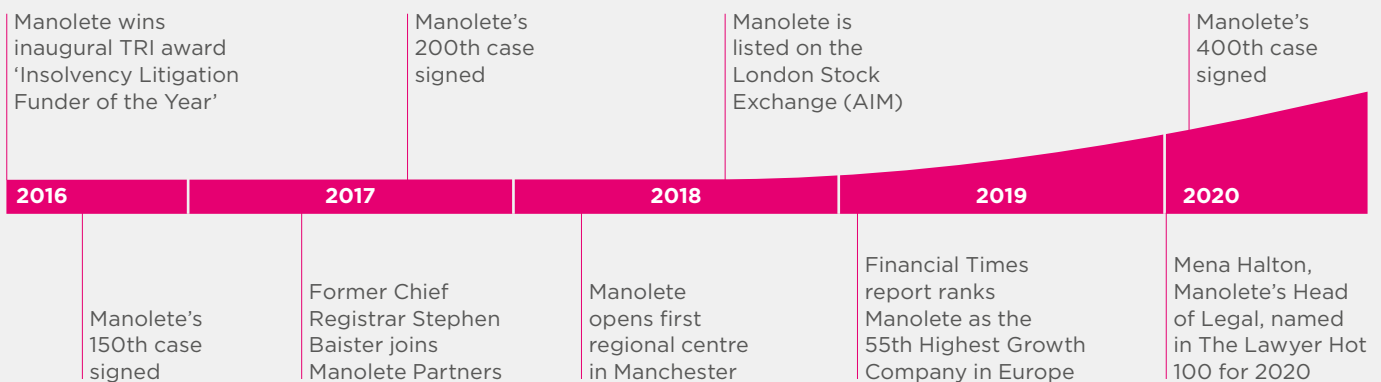 Manolete wins
inaugural TRI award
‘Insolvency Litigation
Funder of the Year’
Manolete’s
200th case
signed
Manolete is
listed on the
London Stock
Exchange (AIM)
Manolete’s
400th case
signed
2016
2017
2018
2019
2020
Manolete’s
150th case
signed
Former Chief
Registrar Stephen
Baister joins
Manolete Partners
Manolete
opens first
regional centre
in Manchester
Financial Times
report ranks
Manolete as the
55th Highest Growth
Company in Europe
Mena Halton,
Manolete’s Head
of Legal, named
in The Lawyer Hot
100 for 2020